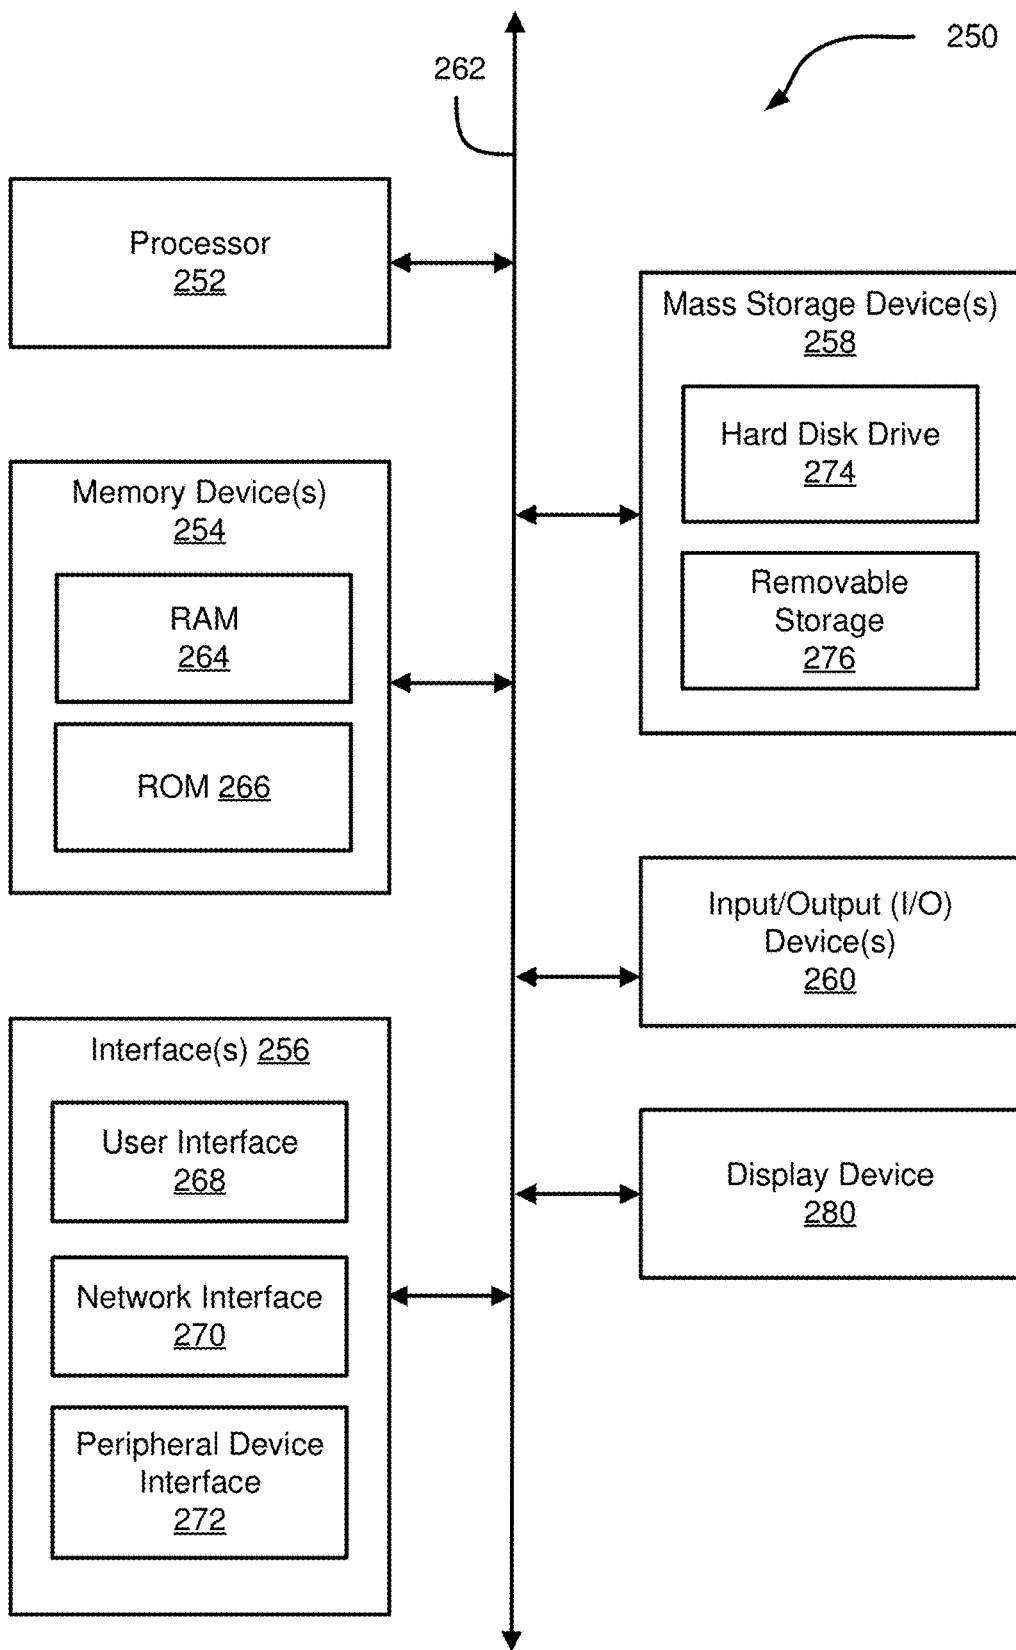 250
262
Processor
252
Mass Storage Device(s)
258
Hard Disk Drive
274
Removable
Storage
276
Memory Device(s)
254
RAM
264
ROM 266
Input/Output (I/O)
Device(s)
260
Interface(s) 256
User Interface
268
Network Interface
270
Peripheral Device
Interface
272
Display Device
280